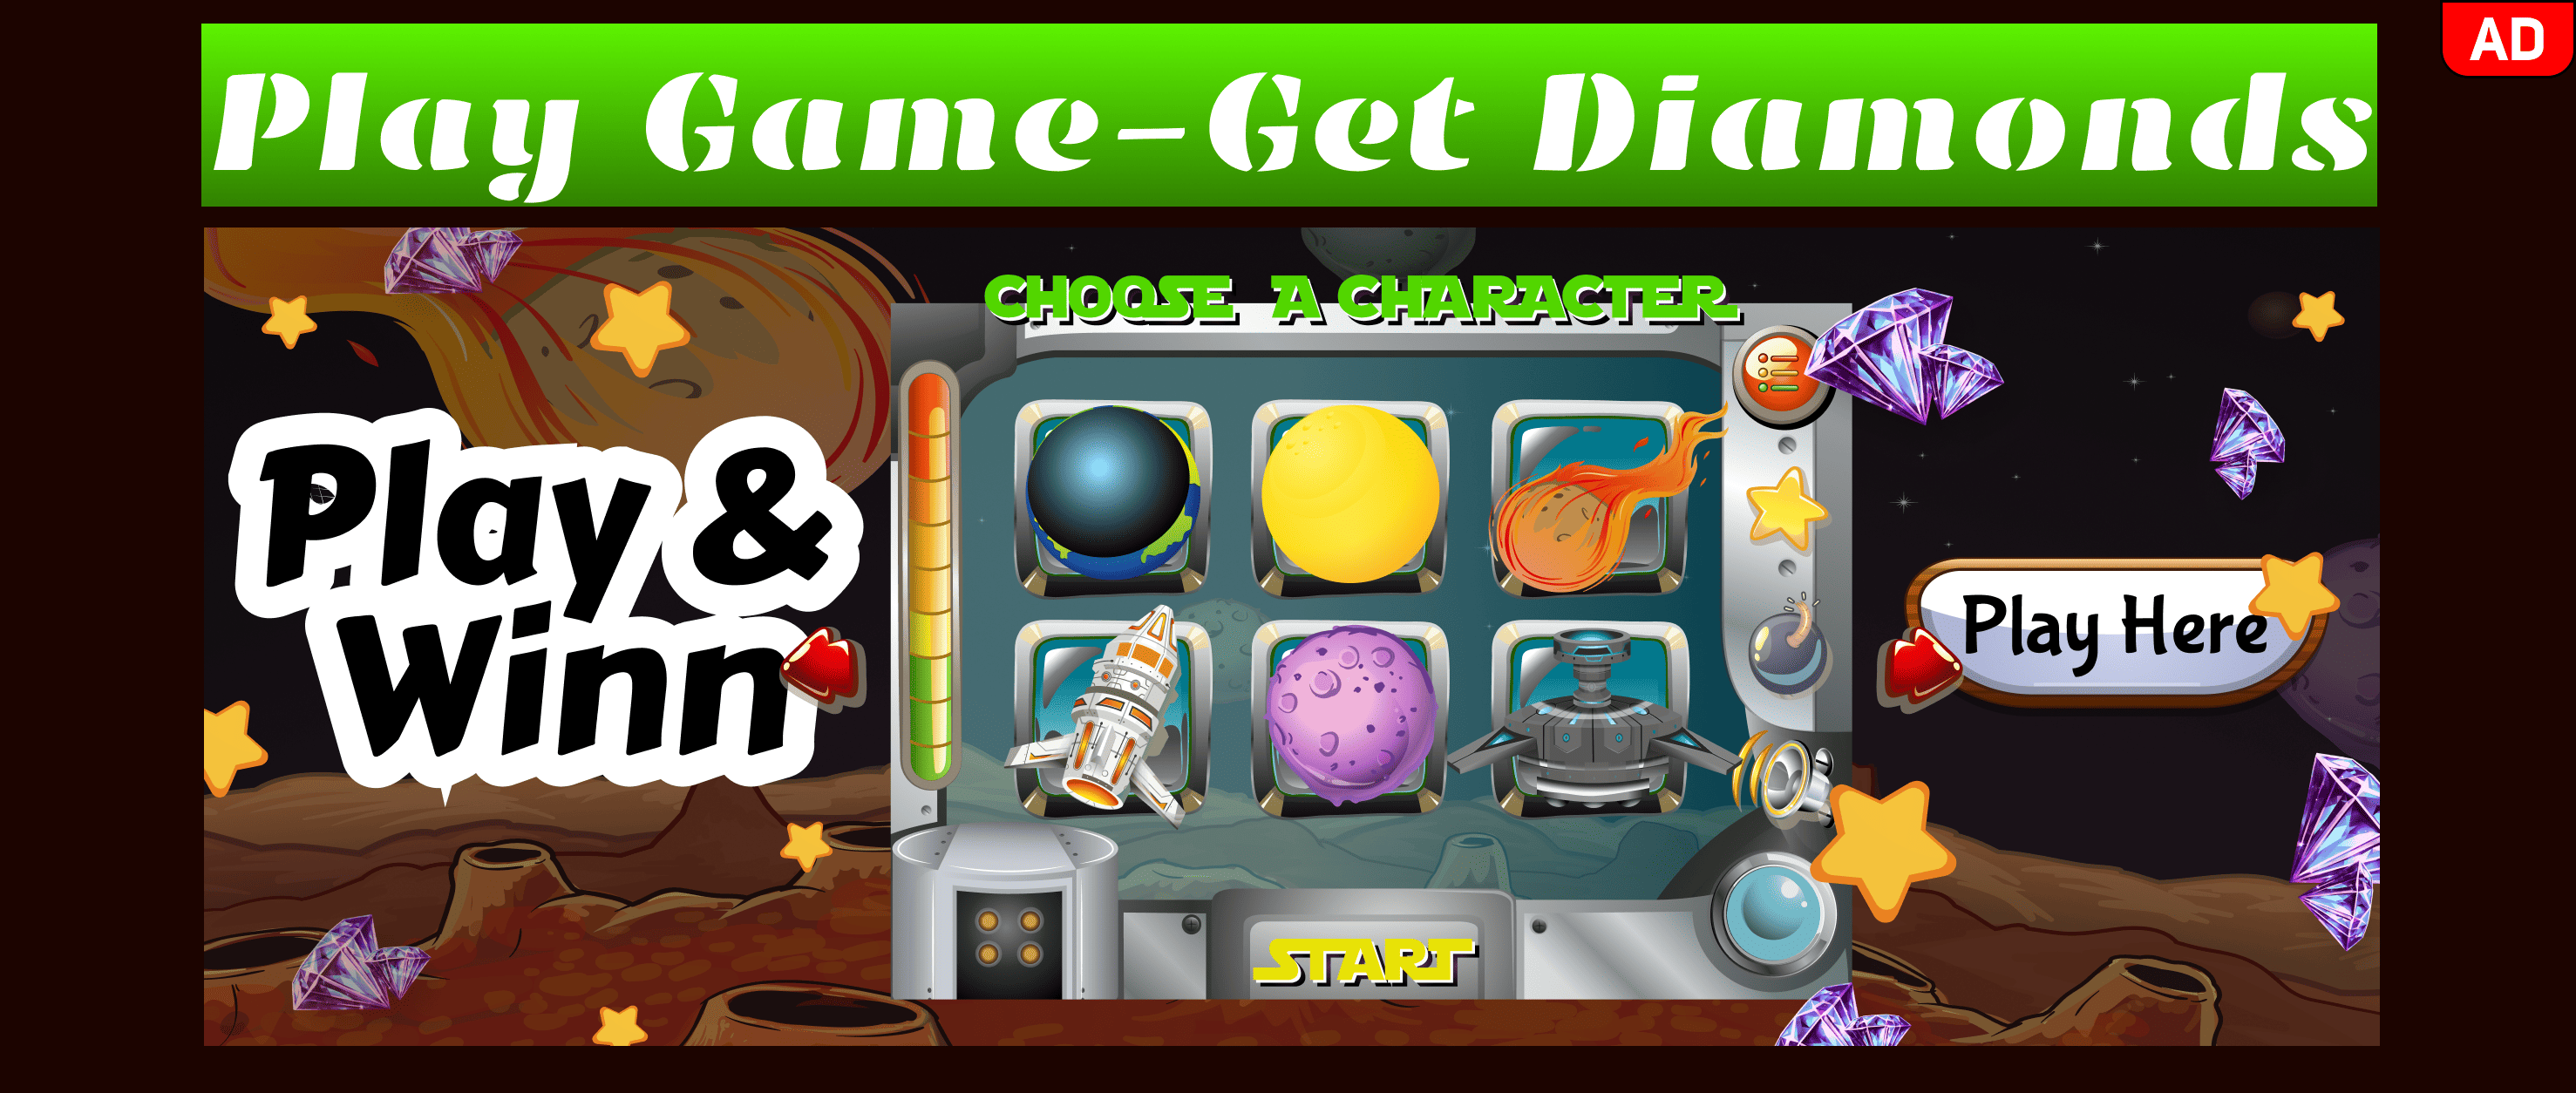 AD
Play Game-Get Diamonds
CHOOSE A CHARACTER
Play &
Winn
Play Here
START